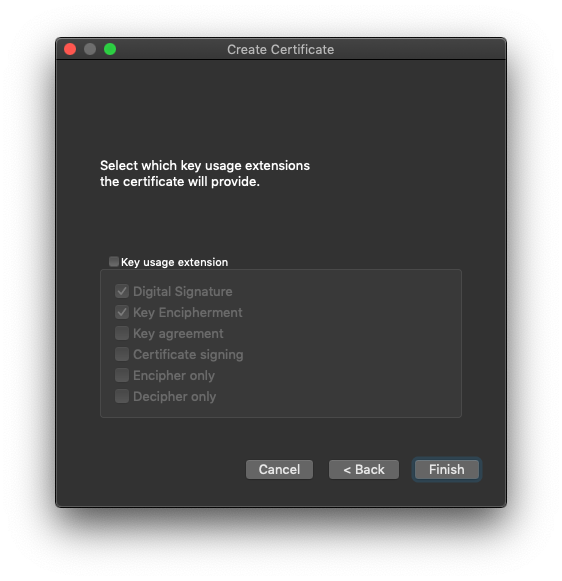 Create Certificate
Select which key usage extensions
the certificate will provide.
Key usage extension
Digital Signature
Key Encipherment
Key agreement
Certificate signing
Encipher only
Decipher only
Cancel
< Back
Finish